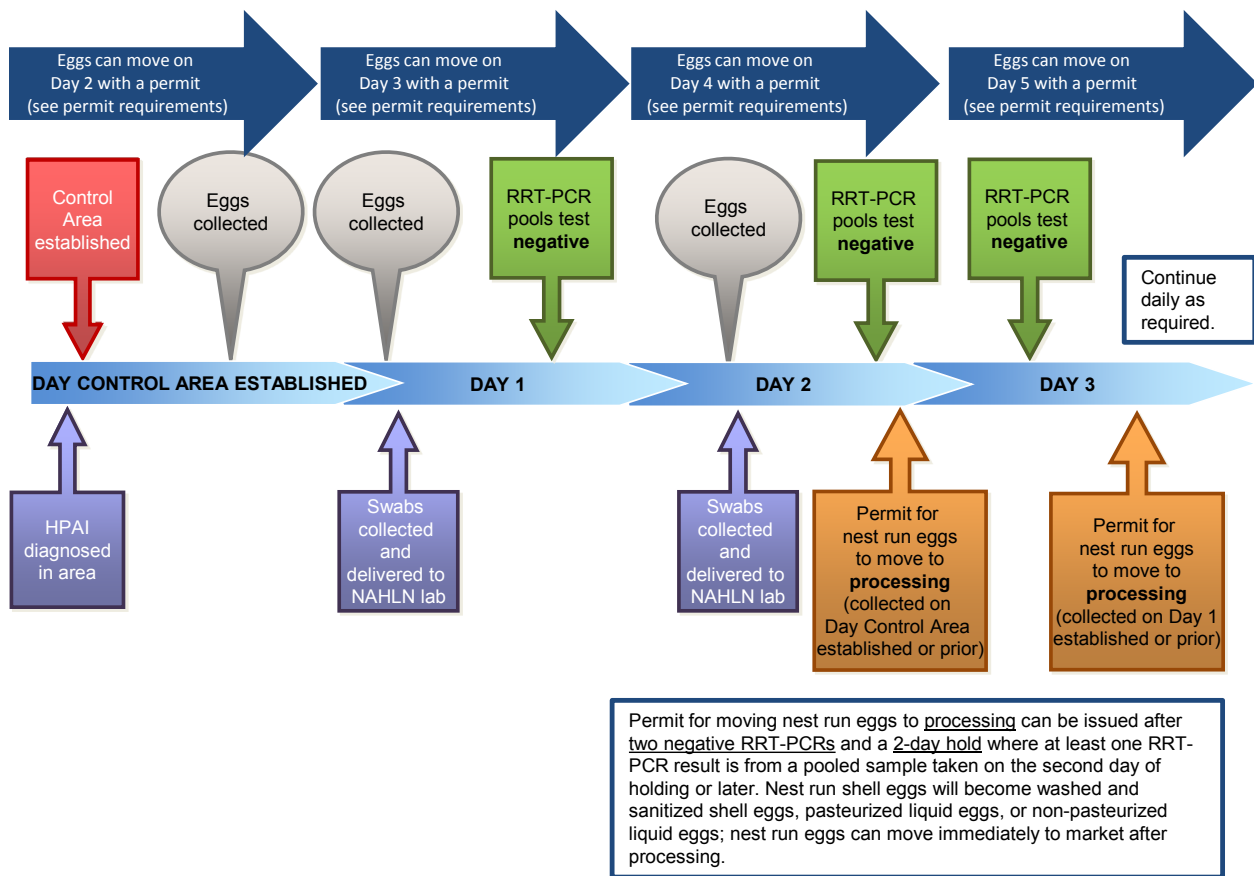 Eggs can move on
Day 2 with a permit
(see permit requirements)
Eggs can move on
Day 3 with a permit
(see permit requirements)
Eggs can move on
Day 4 with a permit
(see permit requirements)
Eggs can move on
Day 5 with a permit
(see permit requirements)
Control
Area
established
Eggs
collected
Eggs
collected
RRT-PCR
pools test
negative
Eggs
collected
RRT-PCR
pools test
negative
RRT-PCR
pools test
negative
Continue
daily as
required.
DAY CONTROL AREA ESTABLISHED
DAY 1
DAY 2
DAY 3
HPAI
diagnosed
in area
Swabs
collected
and
delivered to
NAHLN lab
Swabs
collected
and
delivered to
NAHLN lab
Permit for
nest run eggs
to move to
processing
(collected on
Day Control Area
established or prior)
Permit for
nest run eggs
to move to
processing
(collected on Day 1
established or prior)
Permit for moving nest run eggs to processing can be issued after
two negative RRT-PCRs and a 2-day hold where at least one RRT-
PCR result is from a pooled sample taken on the second day of
holding or later. Nest run shell eggs will become washed and
sanitized shell eggs, pasteurized liquid eggs, or non-pasteurized
liquid eggs; nest run eggs can move immediately to market after
processing.